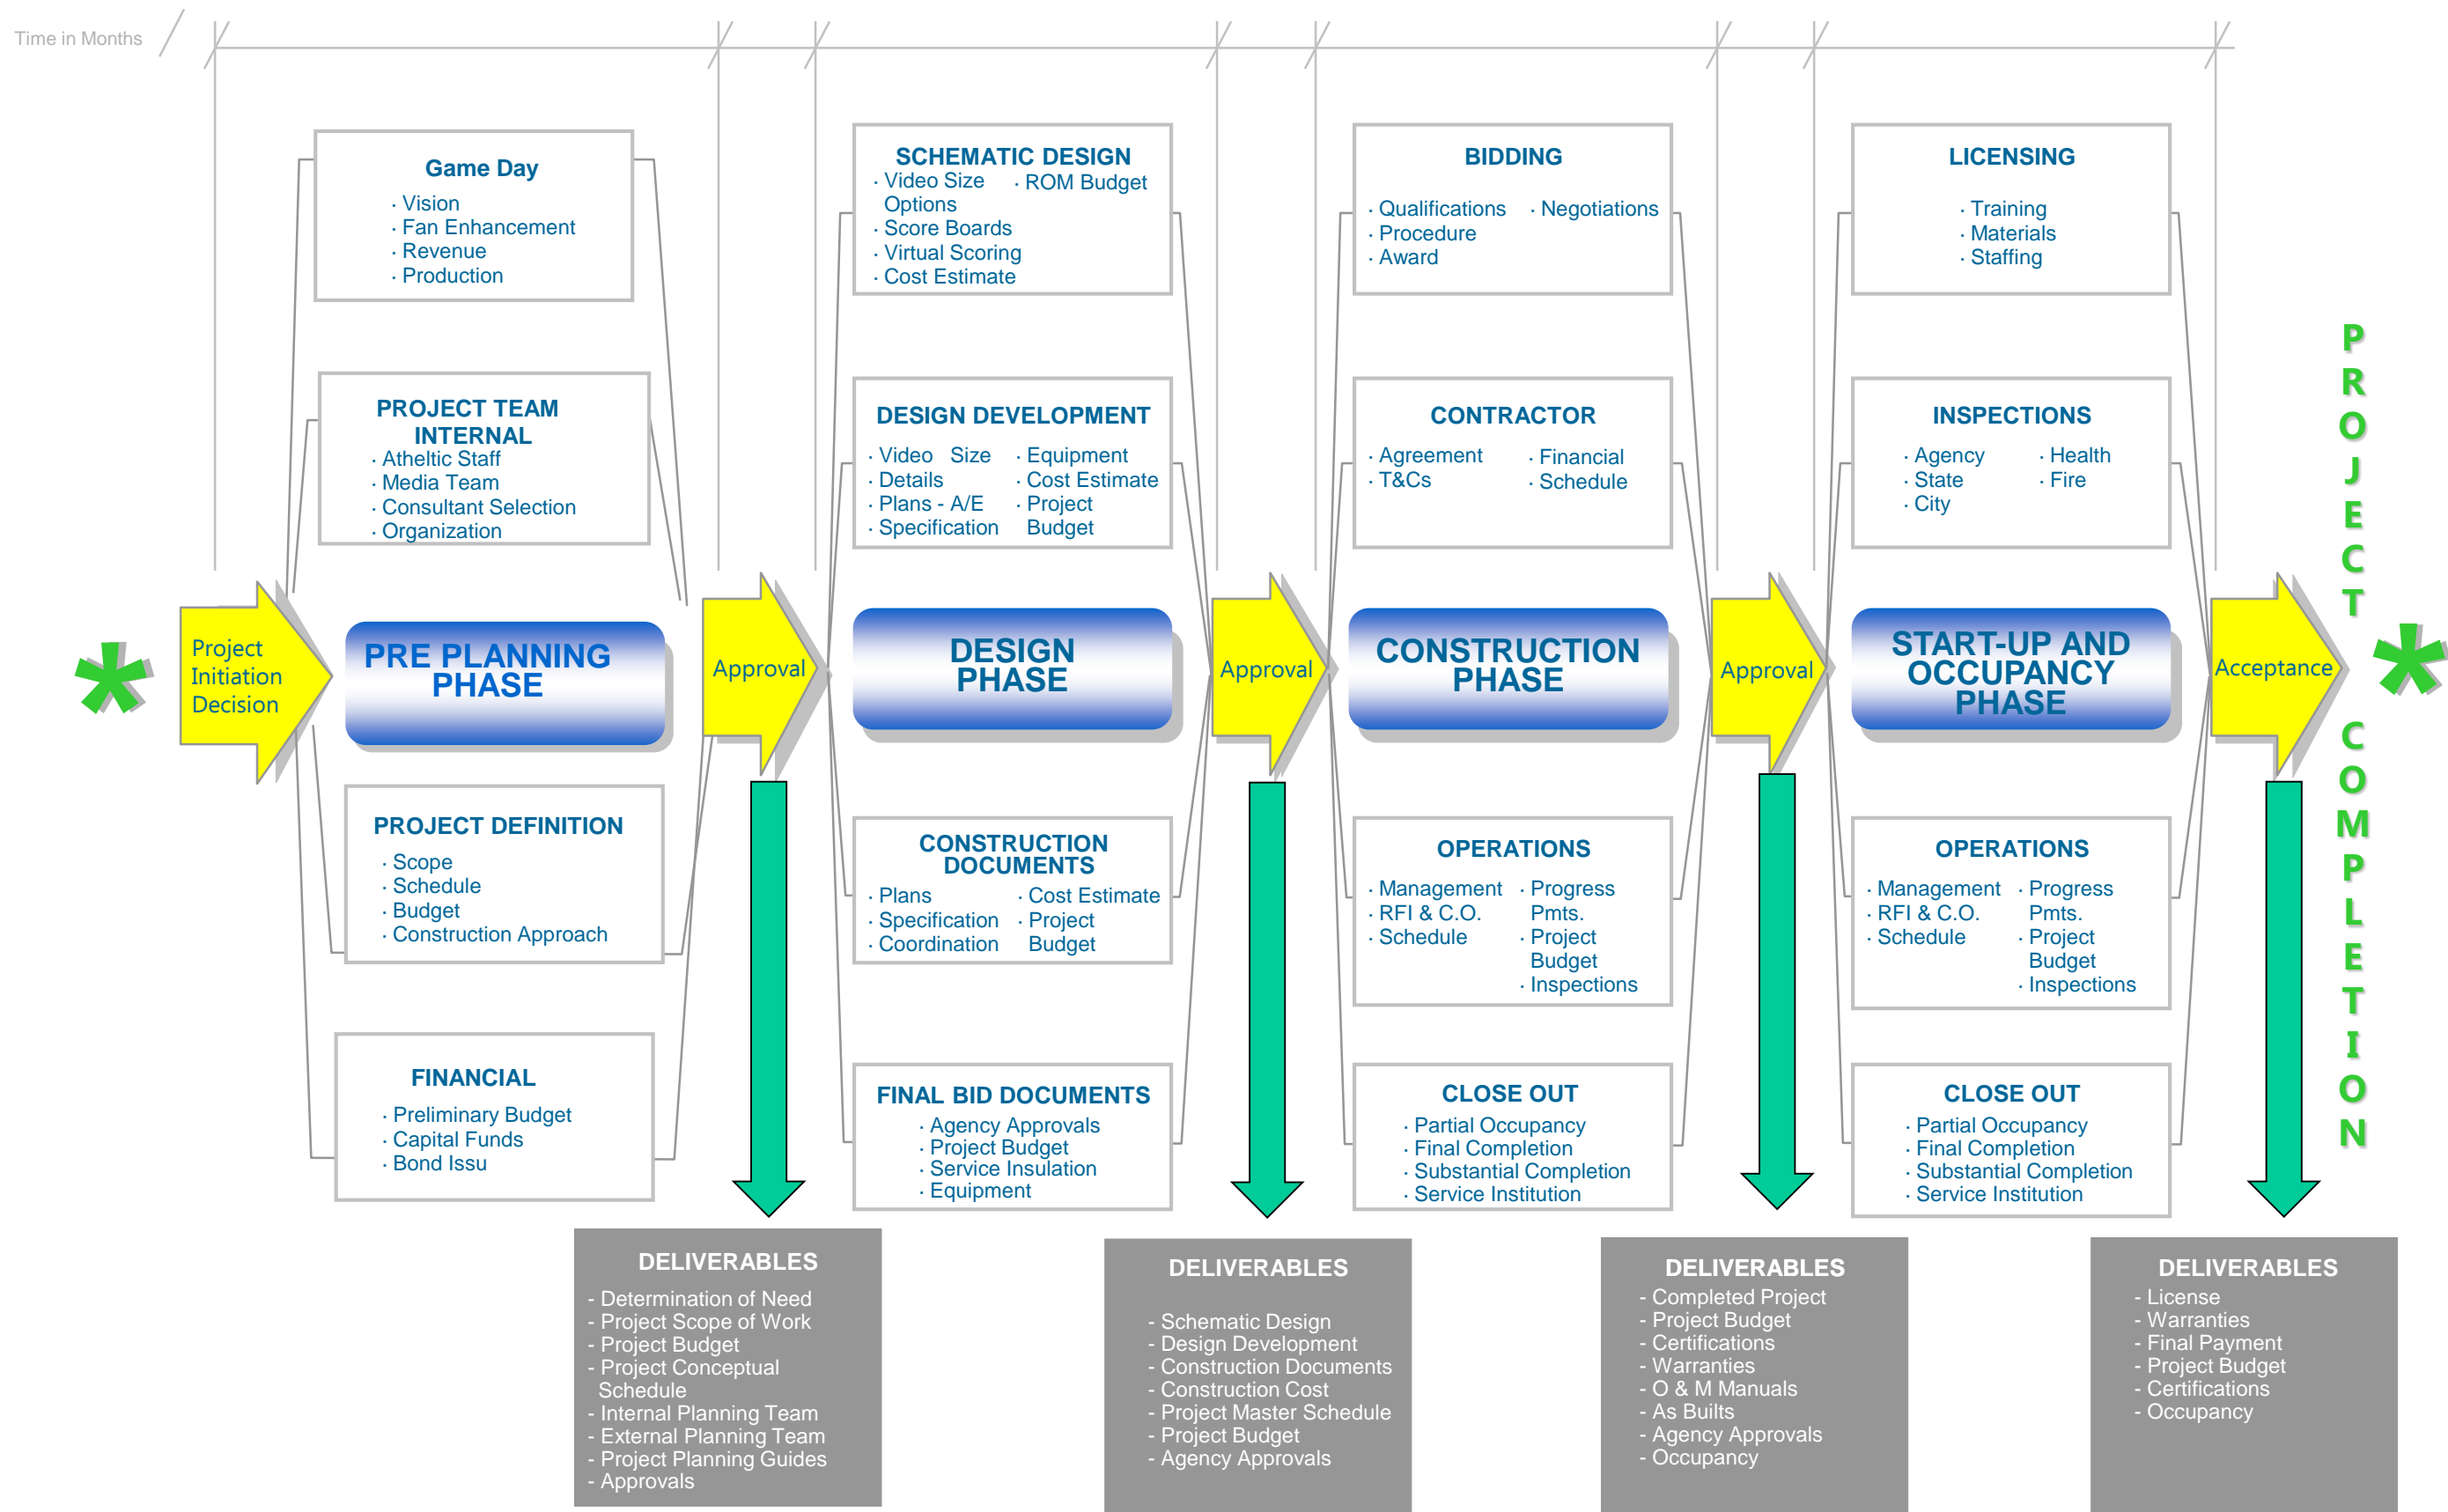 Time in Months
Game Day
· Vision
· Fan Enhancement
· Revenue
· Production
PROJECT TEAM
INTERNAL
· Atheltic Staff
· Media Team
· Consultant Selection
· Organization
Project
Initiation
Decision
PRE PLANNING
PHASE
PROJECT DEFINITION
· Scope
· Schedule
· Budget
· Construction Approach
FINANCIAL
· Preliminary Budget
· Capital Funds
· Bond Issu
Approval
DELIVERABLES
- Determination of Need
- Project Scope of Work
- Project Budget
- Project Conceptual
Schedule
- Internal Planning Team
- External Planning Team
- Project Planning Guides
- Approvals
SCHEMATIC DESIGN
· Video Size
Options
· Score Boards
· Virtual Scoring
· Cost Estimate
· ROM Budget
DESIGN DEVELOPMENT
· Video Size
· Details
· Plans - A/E
· Specification
· Equipment
· Cost Estimate
· Project
Budget
DESIGN
PHASE
CONSTRUCTION
DOCUMENTS
· Plans
· Specification
· Coordination
· Cost Estimate
· Project
Budget
FINAL BID DOCUMENTS
· Agency Approvals
· Project Budget
· Service Insulation
· Equipment
Approval
DELIVERABLES
- Schematic Design
- Design Development
- Construction Documents
- Construction Cost
- Project Master Schedule
- Project Budget
- Agency Approvals
BIDDING
· Qualifications
· Procedure
· Award
· Negotiations
CONTRACTOR
· Agreement
· T&Cs
· Financial
· Schedule
CONSTRUCTION
PHASE
OPERATIONS
· Management
· RFI & C.O.
· Schedule
· Progress
Pmts.
· Project
Budget
· Inspections
CLOSE OUT
· Partial Occupancy
· Final Completion
· Substantial Completion
· Service Institution
Approval
DELIVERABLES
- Completed Project
- Project Budget
- Certifications
- Warranties
- O & M Manuals
- As Builts
- Agency Approvals
- Occupancy
LICENSING
· Training
· Materials
· Staffing
INSPECTIONS
· Agency
· State
· City
· Health
· Fire
START-UP AND
OCCUPANCY
PHASE
OPERATIONS
· Management
· RFI & C.O.
· Schedule
· Progress
Pmts.
· Project
Budget
· Inspections
CLOSE OUT
· Partial Occupancy
· Final Completion
· Substantial Completion
· Service Institution
Acceptance
DELIVERABLES
- License
- Warranties
- Final Payment
- Project Budget
- Certifications
- Occupancy
PROJECT COMPLETION